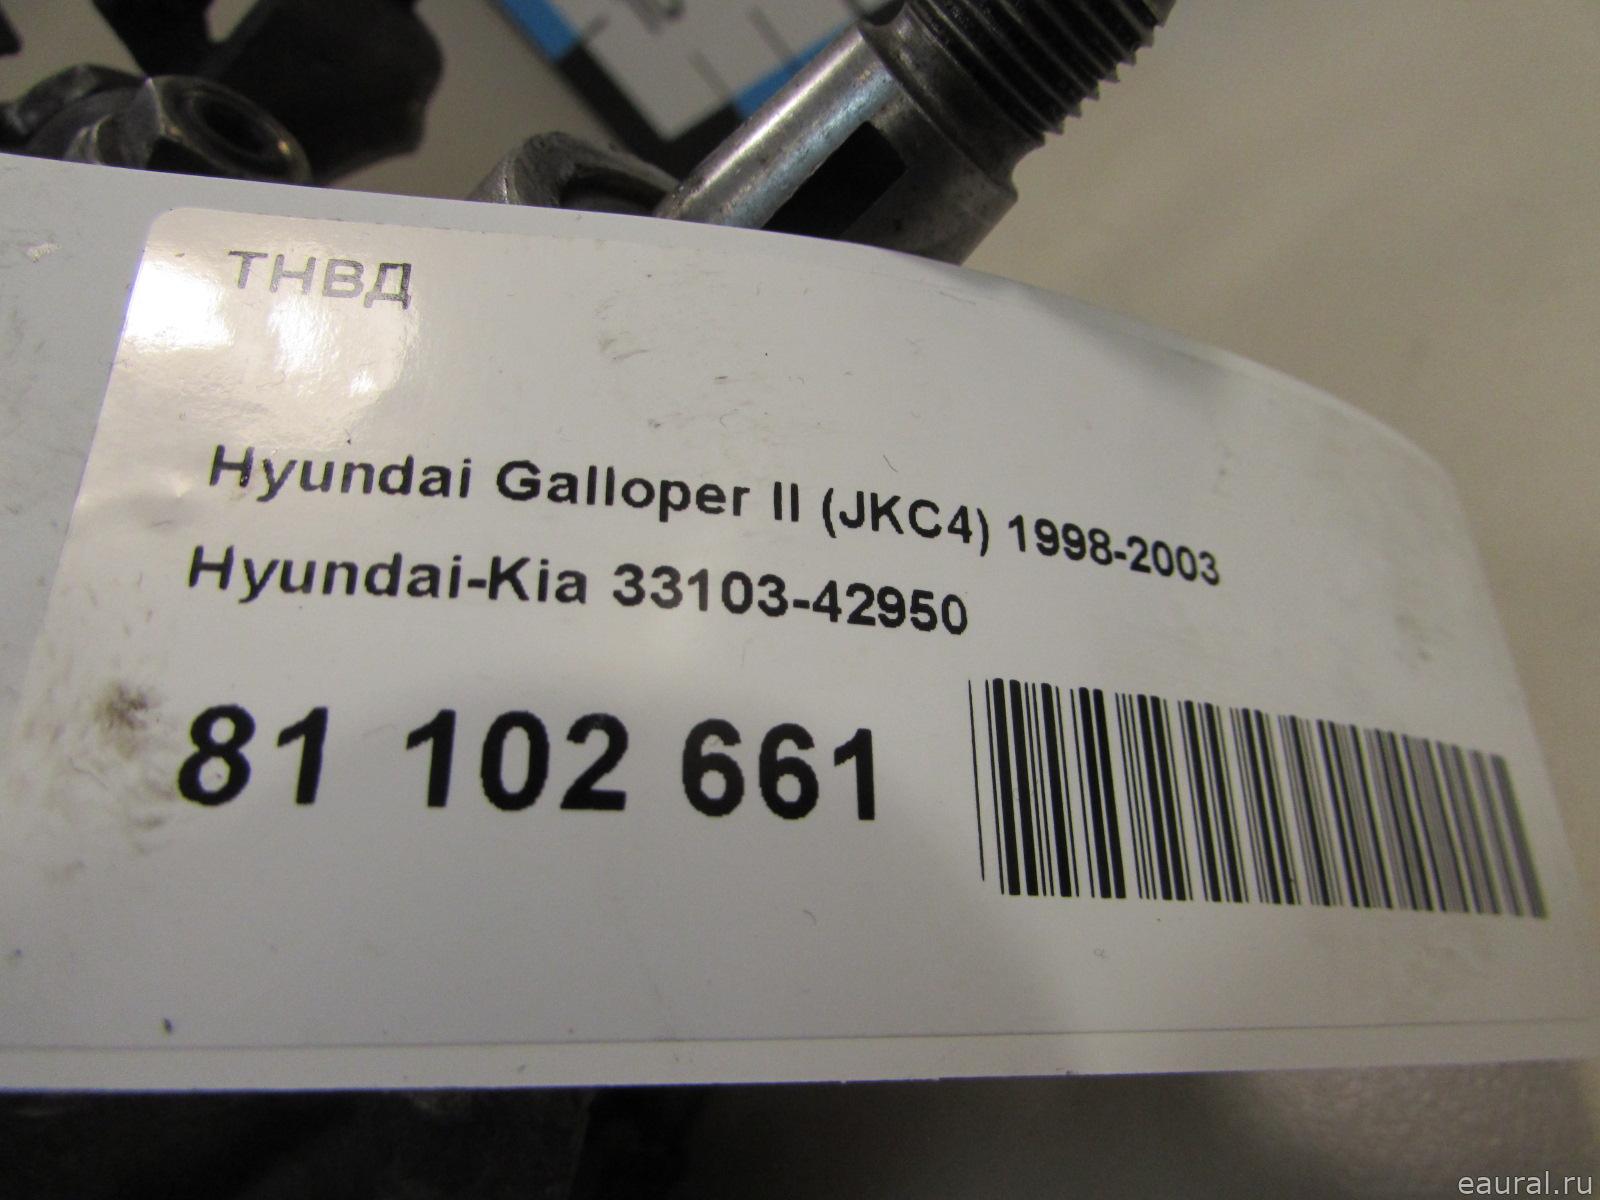 ТНВД
Hyundai Galloper II (JKC4) 1998-2003
Hyundai-Kia 33103-42950
81 102 661
eaural.ru